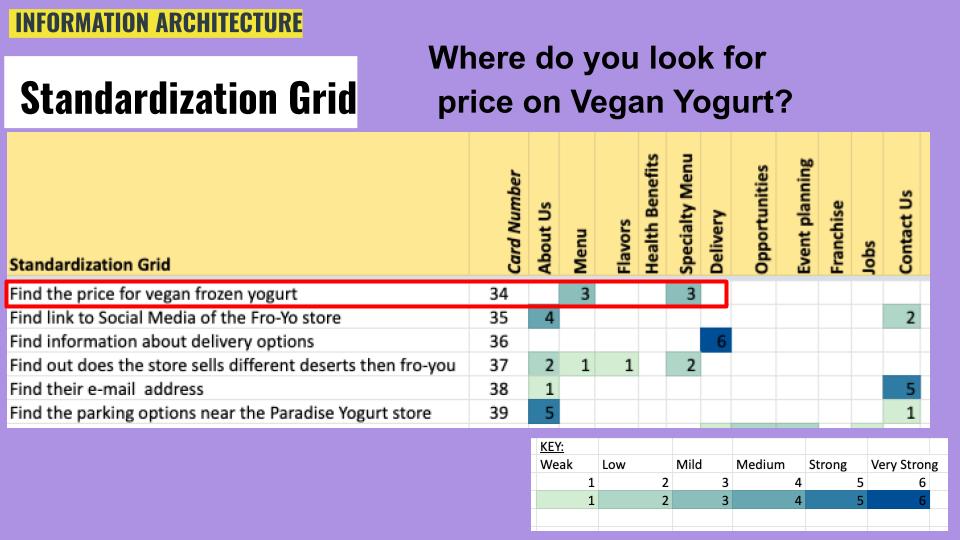 INFORMATION ARCHITECTURE
Standardization Grid
Where do you look for
price on Vegan Yogurt?
Standardization Grid Card Number About Us Menu Flavors Health Benefits Specialty Menu Delivery Opportunities Event planning Franchise Jobs Contact Us
Find the price for vegan frozen yogurt 34 3 3
Find link to Social Media of the Fro-Yo store 35 4 2
Find information about delivery options 36 6
Find out does the store sells different deserts then fro-you 37 2 1 1 2
Find their e-mail address 38 1 5
Find the parking options near the Paradise Yogurt store 39 5 1
KEY:
Weak Low Mild Medium Strong Very Strong
1 2 3 4 5 6
1 2 3 4 5 6